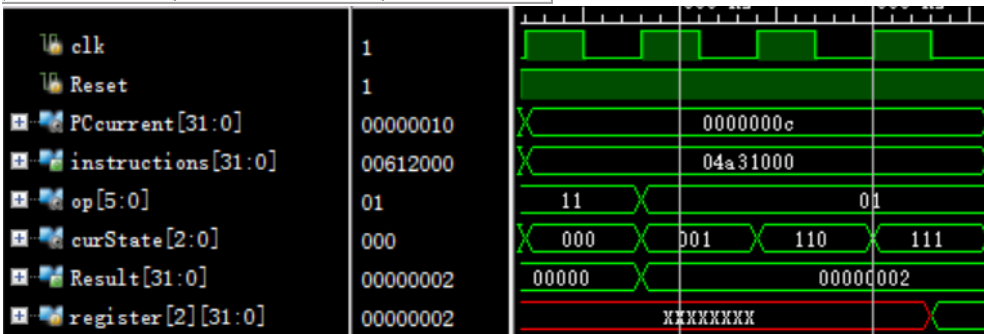 clk 1
Reset 1
PCcurrent[31:0] 00000010 0000000c
instructions[31:0] 00612000 04a31000
op[5:0] 01 11 01
curState[2:0] 000 000 001 110 111
Result[31:0] 00000002 00000 00000002
register[2][31:0] 00000002 XXXXXXXX